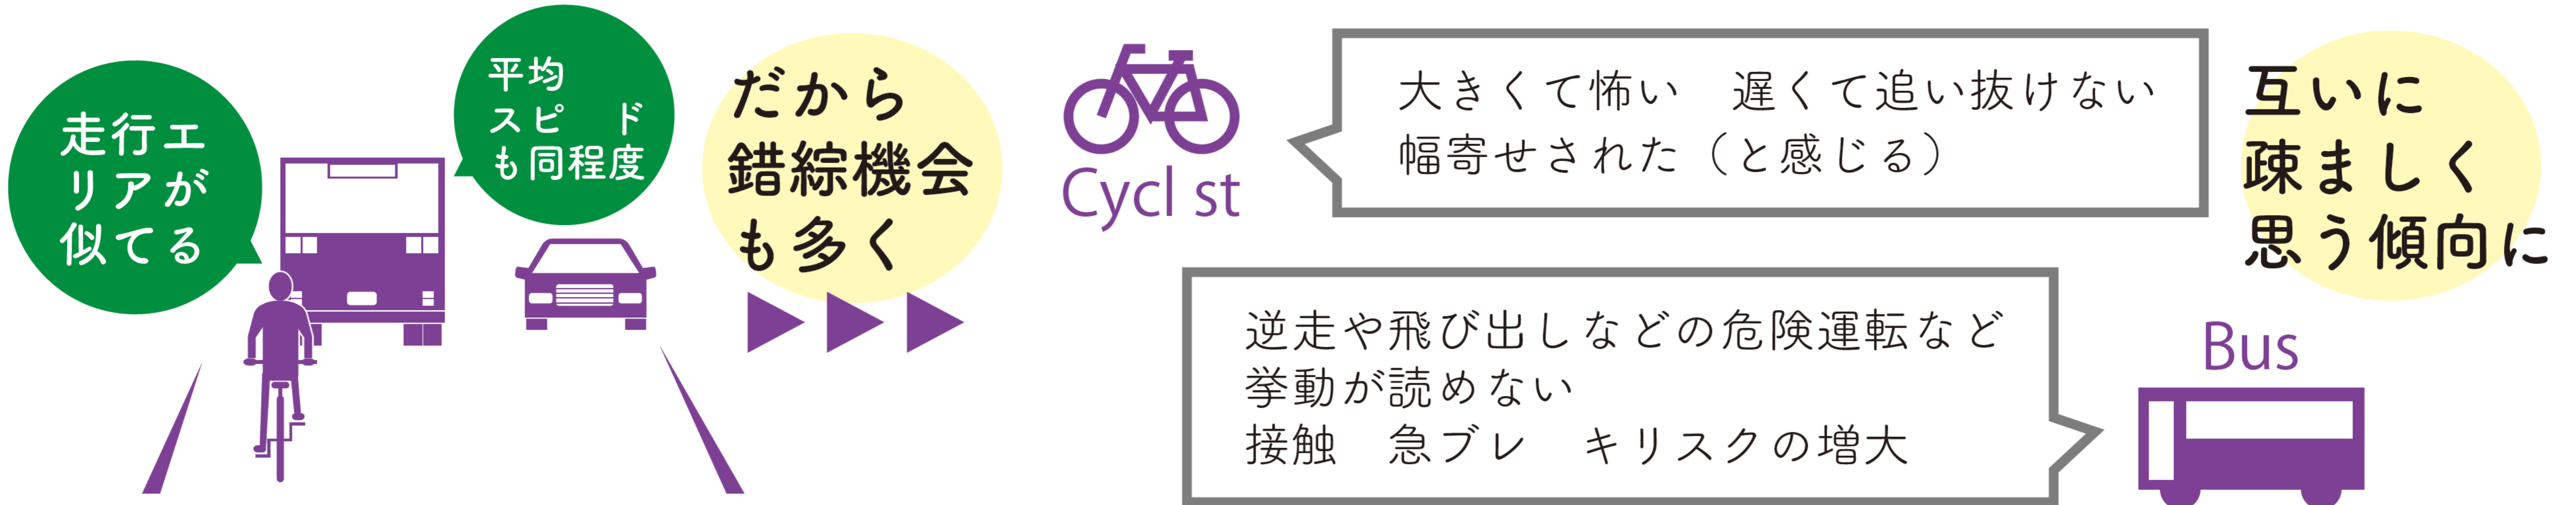 走行エ
リアが
似てる
平均
スピ　ド
も同程度
だから
錯綜機会
も多く
Cycl st
大きくて怖い　遅くて追い抜けない
幅寄せされた（と感じる）
互いに
疎ましく
思う傾向に
逆走や飛び出しなどの危険運転など
挙動が読めない
接触　急ブレ　キリスクの増大
Bus